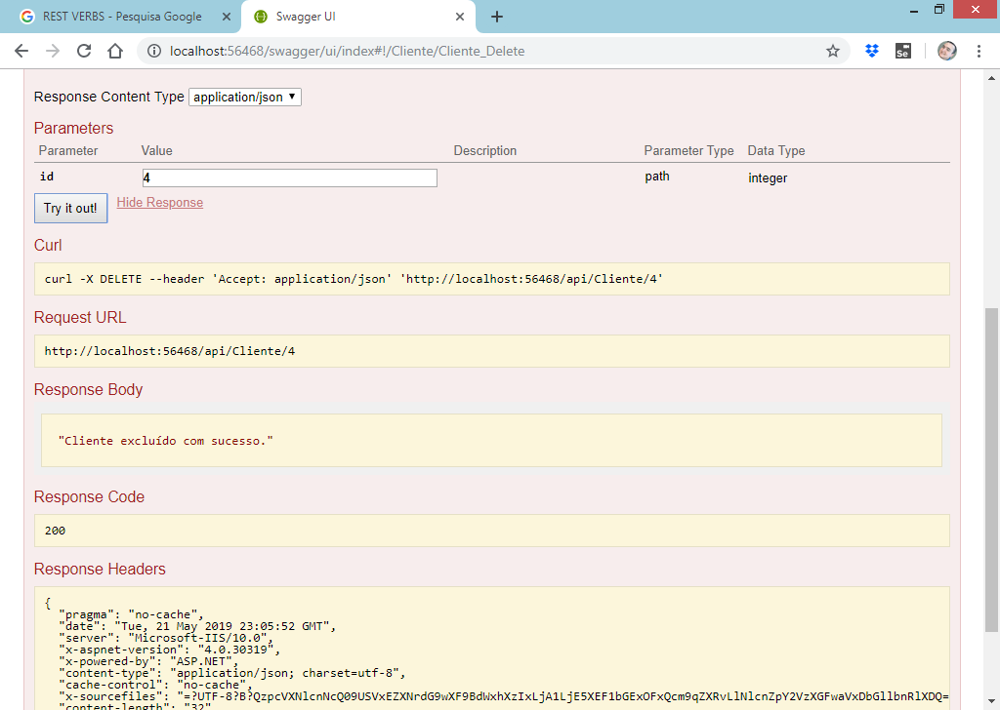 REST VERBS - Pesquisa Google
Swagger UI
localhost:56468/swagger/ui/index#!/Cliente/Cliente_Delete
Se
Response Content Type application/json
Parameters
Parameter Value Description Parameter Type Data Type
id 4 path integer
Try it out! Hide Response
Curl
curl -X DELETE --header 'Accept: application/json' 'http://localhost:56468/api/Cliente/4'
Request URL
http://localhost:56468/api/Cliente/4
Response Body
"Cliente excluído com sucesso."
Response Code
200
Response Headers
{
"pragma": "no-cache",
"date": "Tue, 21 May 2019 23:05:52 GMT",
"server": "Microsoft-IIS/10.0",
"x-aspnet-version": "4.0.30319",
"x-powered-by": "ASP.NET",
"content-type": "application/json; charset=utf-8",
"cache-control": "no-cache",
"x-sourcefiles": "=?UTF-8?B?QzpcVXNlcnNcQ09USVxEZXNrdG9wXF9BdWxhXzIxLjA1LjE5XEF1bGExOFxQcm9qZXRvLlNlcnZpY2VzXGFwaVxDbGllbnRlXDQ=
"content-length": "32"